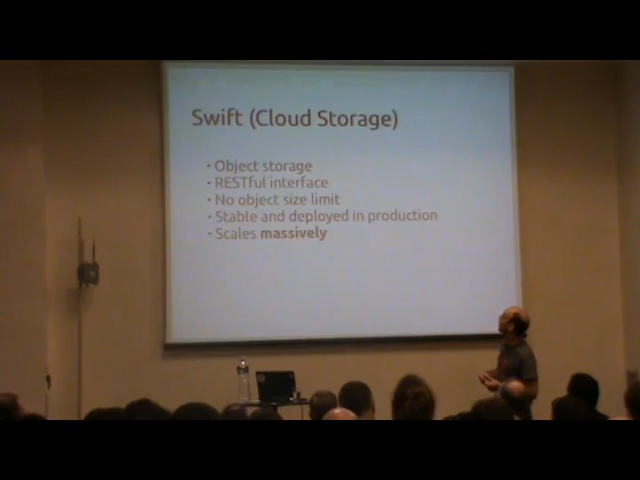 Swift (Cloud Storage)
· Object storage
· RESTful interface
· No object size limit
· Stable and deployed in production
· Scales massively